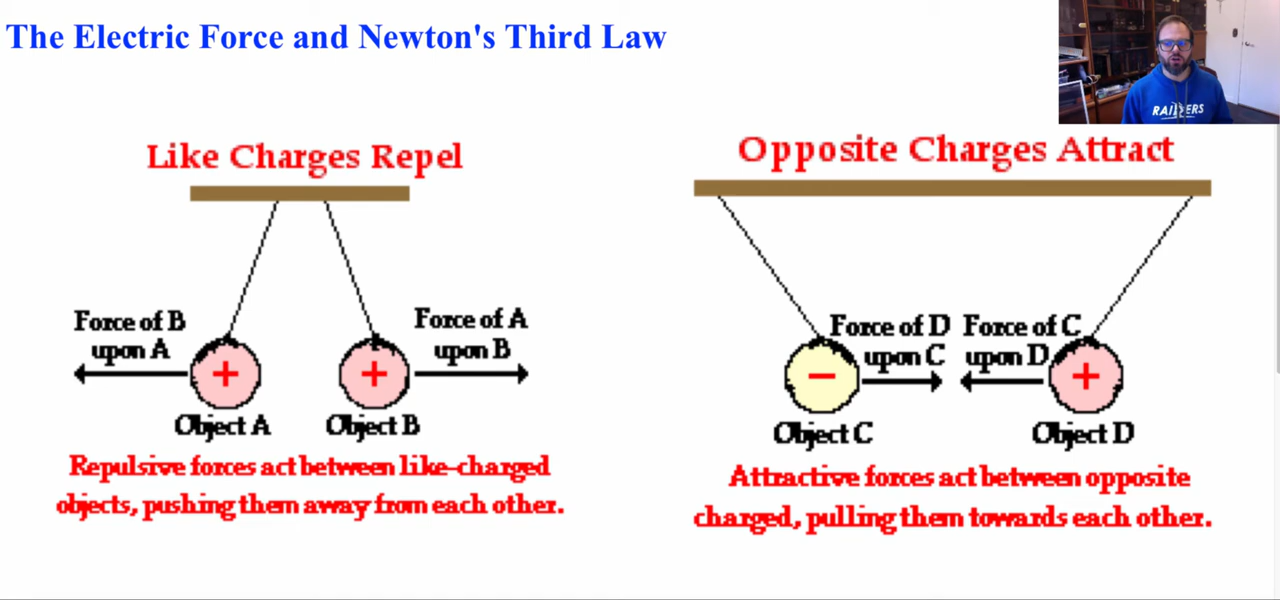 The Electric Force and Newton's Third Law
RAIDERS
Like Charges Repel
Force of B
upon A
Force of A
upon B
+
+
Object A
Object B
Repulsive forces act between like-charged
objects, pushing them away from each other.
Opposite Charges Attract
Force of D
upon C
Force of C
upon D
−
+
Object C
Object D
Attractive forces act between opposite
charged, pulling them towards each other.